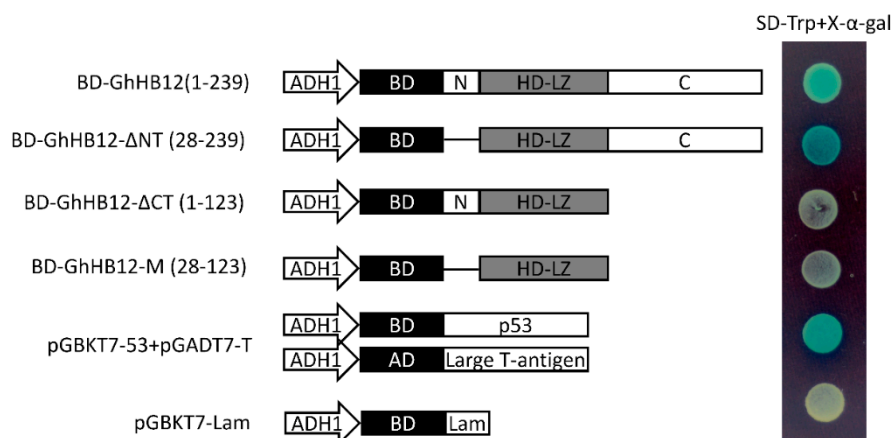 SD-Trp+X-α-gal
BD-GhHB12(1-239) ADH1 BD N HD-LZ C
BD-GhHB12-ΔNT (28-239) ADH1 BD HD-LZ C
BD-GhHB12-ΔCT (1-123) ADH1 BD N HD-LZ
BD-GhHB12-M (28-123) ADH1 BD HD-LZ
ADH1 BD p53
pGBKT7-53+pGADT7-T
ADH1 AD Large T-antigen
pGBKT7-Lam ADH1 BD Lam